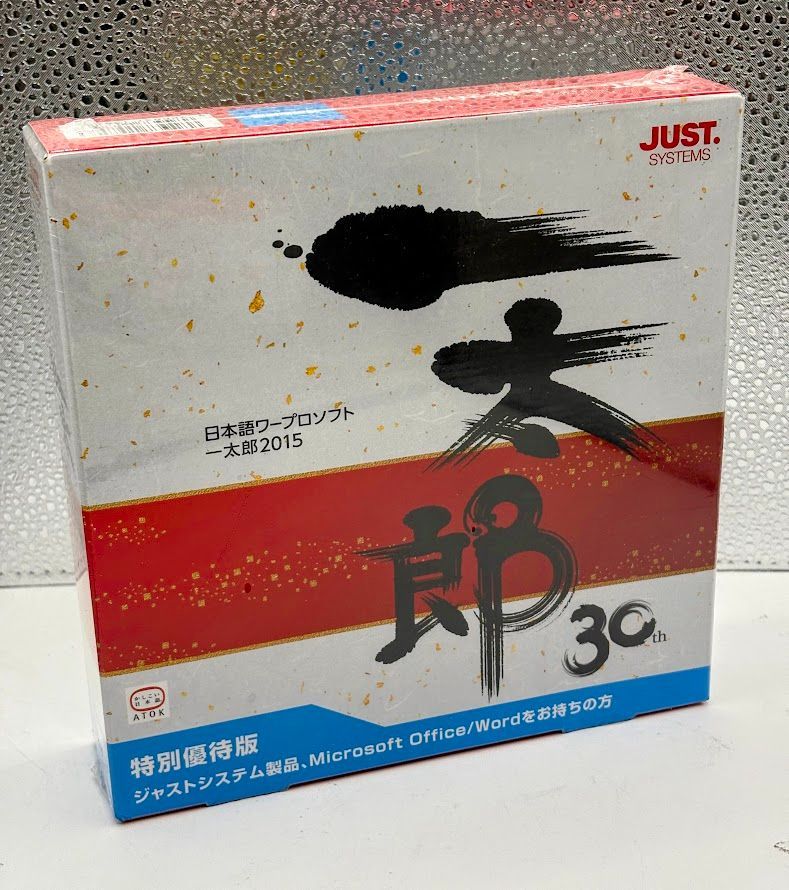 JUST.
SYSTEMS
一太郎
30th
日本語ワープロソフト
一太郎2015
かしこい
日本語
ATOK
特別優待版
ジャストシステム製品、Microsoft Office/Wordをお持ちの方